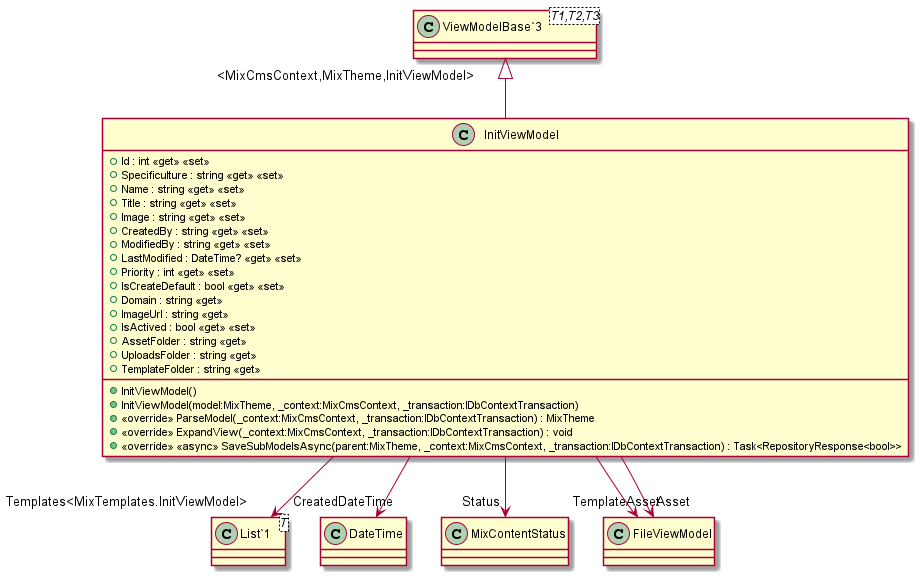 C ViewModelBase`3 T1,T2,T3
<MixCmsContext,MixTheme,InitViewModel>
C InitViewModel
Id : int «get» «set»
Specificulture : string «get» «set»
Name : string «get» «set»
Title : string «get» «set»
Image : string «get» «set»
CreatedBy : string «get» «set»
ModifiedBy : string «get» «set»
LastModified : DateTime? «get» «set»
Priority : int «get» «set»
IsCreateDefault : bool «get» «set»
Domain : string «get»
ImageUrl : string «get»
IsActived : bool «get» «set»
AssetFolder : string «get»
UploadsFolder : string «get»
TemplateFolder : string «get»
InitViewModel()
InitViewModel(model:MixTheme, _context:MixCmsContext, _transaction:IDbContextTransaction)
«override» ParseModel(_context:MixCmsContext, _transaction:IDbContextTransaction) : MixTheme
«override» ExpandView(_context:MixCmsContext, _transaction:IDbContextTransaction) : void
«override» «async» SaveSubModelsAsync(parent:MixTheme, _context:MixCmsContext, _transaction:IDbContextTransaction) : Task<RepositoryResponse<bool>>
Templates<MixTemplates.InitViewModel> CreatedDateTime Status TemplateAsset Asset
C List`1 T C DateTime C MixContentStatus C FileViewModel